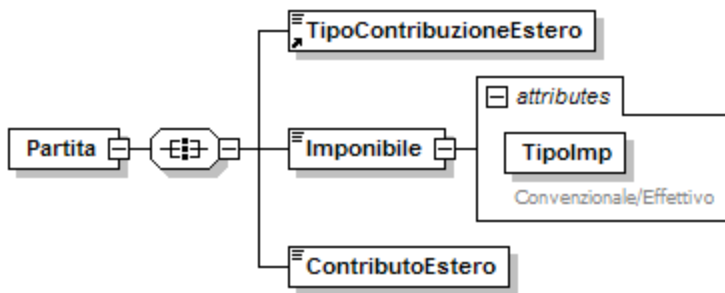 TipoContribuzioneEstero
attributes
Partita
Imponibile
TipoImp
Convenzionale/Effettivo
ContributoEstero